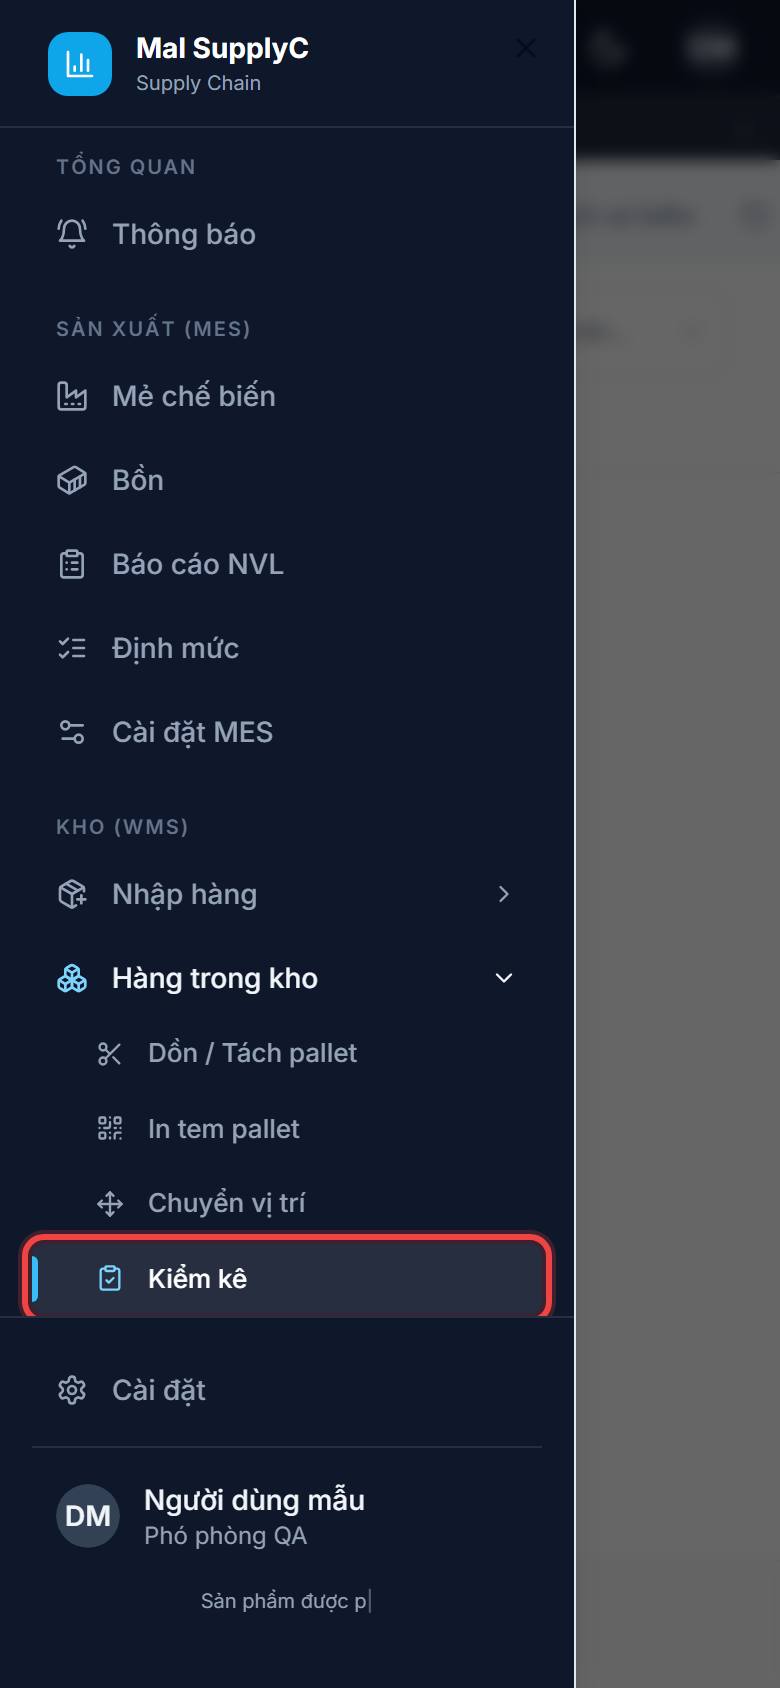 Mal SupplyC
Supply Chain
TỔNG QUAN
Thông báo
SẢN XUẤT (MES)
Mẻ chế biến
Bồn
Báo cáo NVL
Định mức
Cài đặt MES
KHO (WMS)
Nhập hàng
Hàng trong kho
Dồn / Tách pallet
In tem pallet
Chuyển vị trí
Kiểm kê
Cài đặt
DM
Người dùng mẫu
Phó phòng QA
Sản phẩm được p